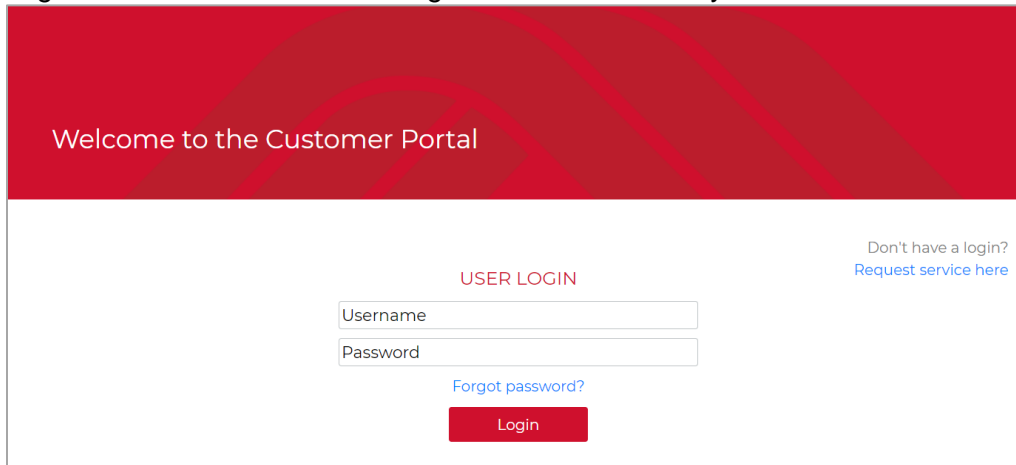 Welcome to the Customer Portal
Don't have a login?
Request service here
USER LOGIN
Username
Password
Forgot password?
Login